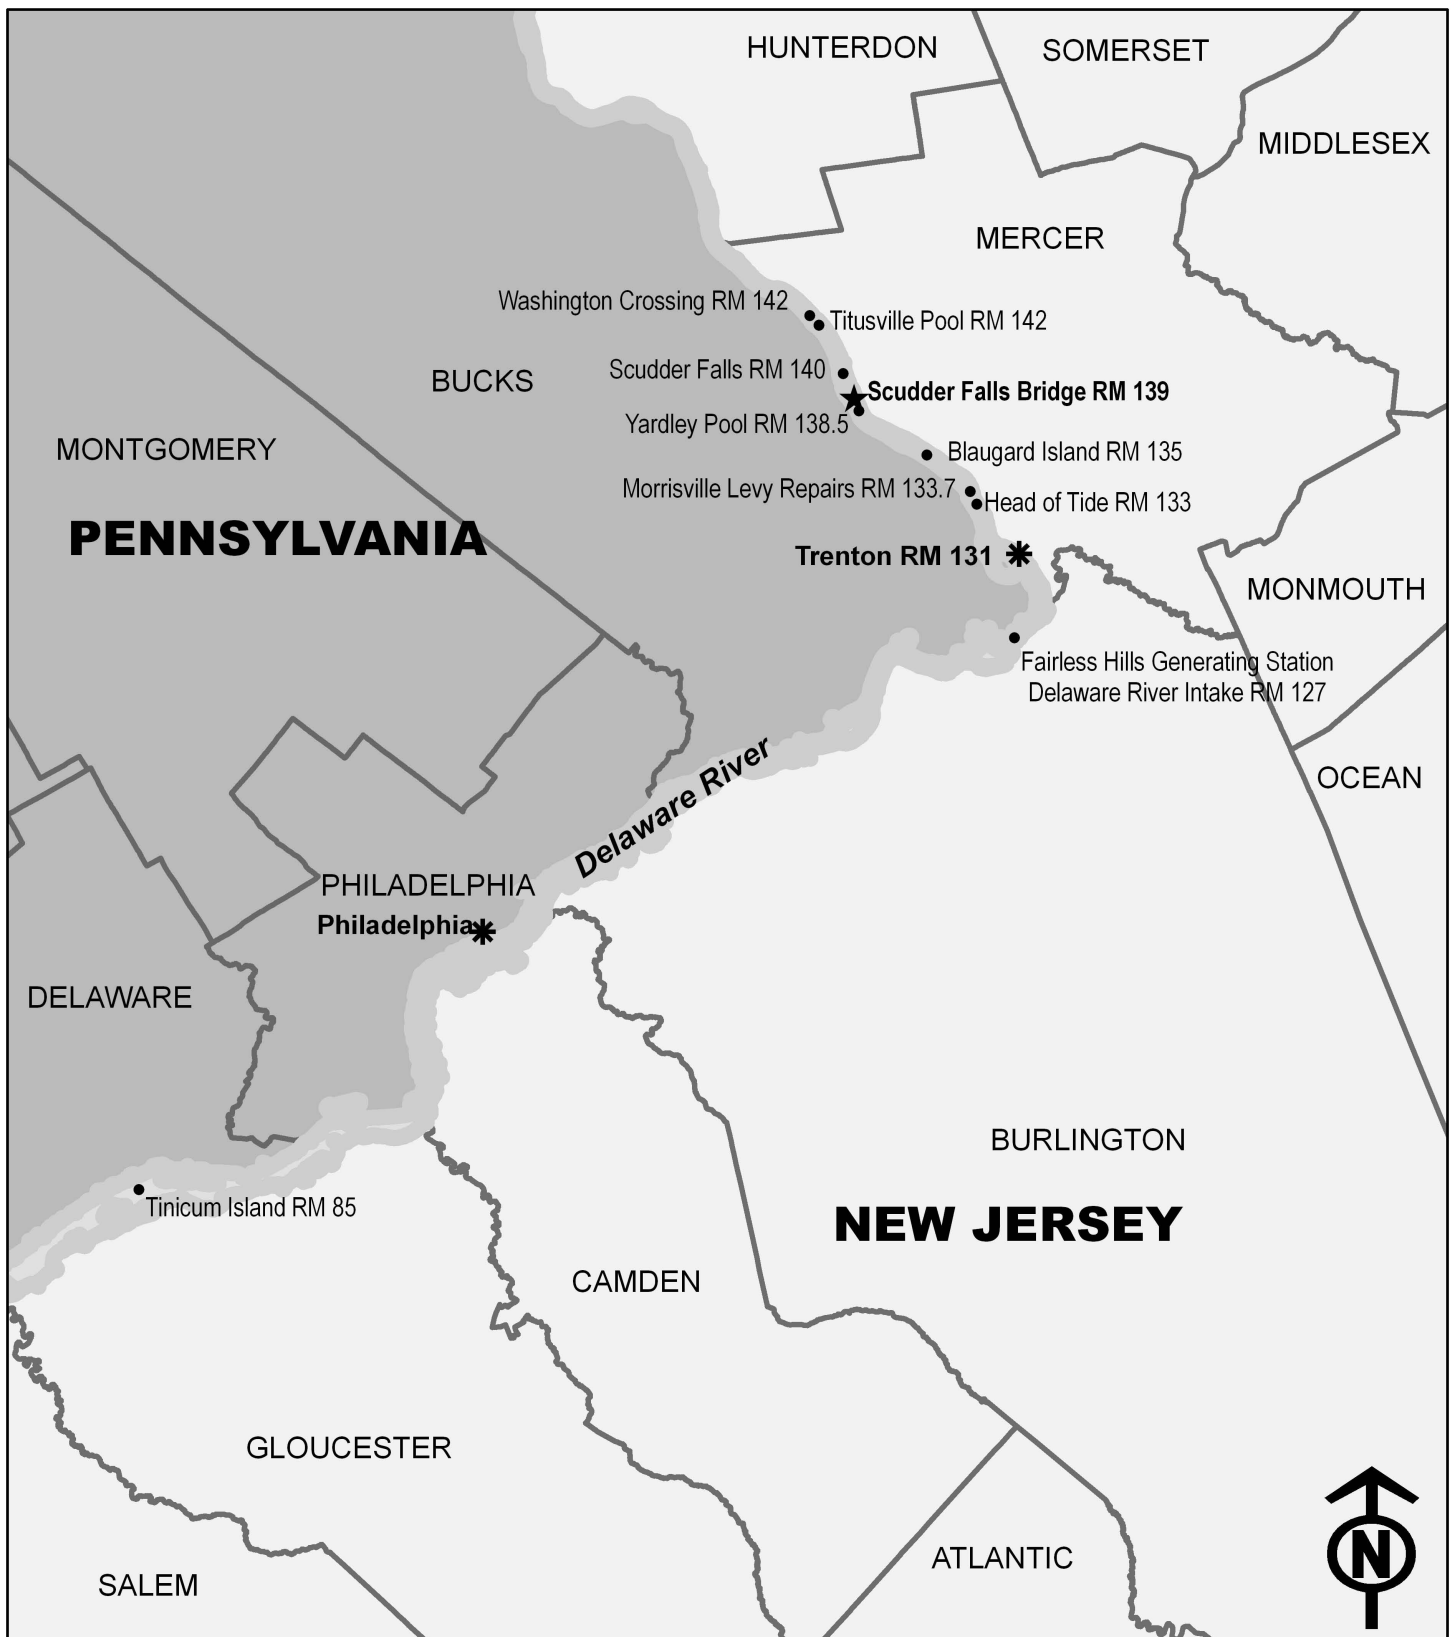 HUNTERDON
SOMERSET
MIDDLESEX
MERCER
Washington Crossing RM 142
Titusville Pool RM 142
Scudder Falls RM 140
BUCKS
Scudder Falls Bridge RM 139
Yardley Pool RM 138.5
MONTGOMERY
Blaugard Island RM 135
Morrisville Levy Repairs RM 133.7
Head of Tide RM 133
PENNSYLVANIA
Trenton RM 131
MONMOUTH
Fairless Hills Generating Station
Delaware River Intake RM 127
OCEAN
Delaware River
PHILADELPHIA
Philadelphia
DELAWARE
BURLINGTON
Tinicum Island RM 85
NEW JERSEY
CAMDEN
GLOUCESTER
ATLANTIC
SALEM
N